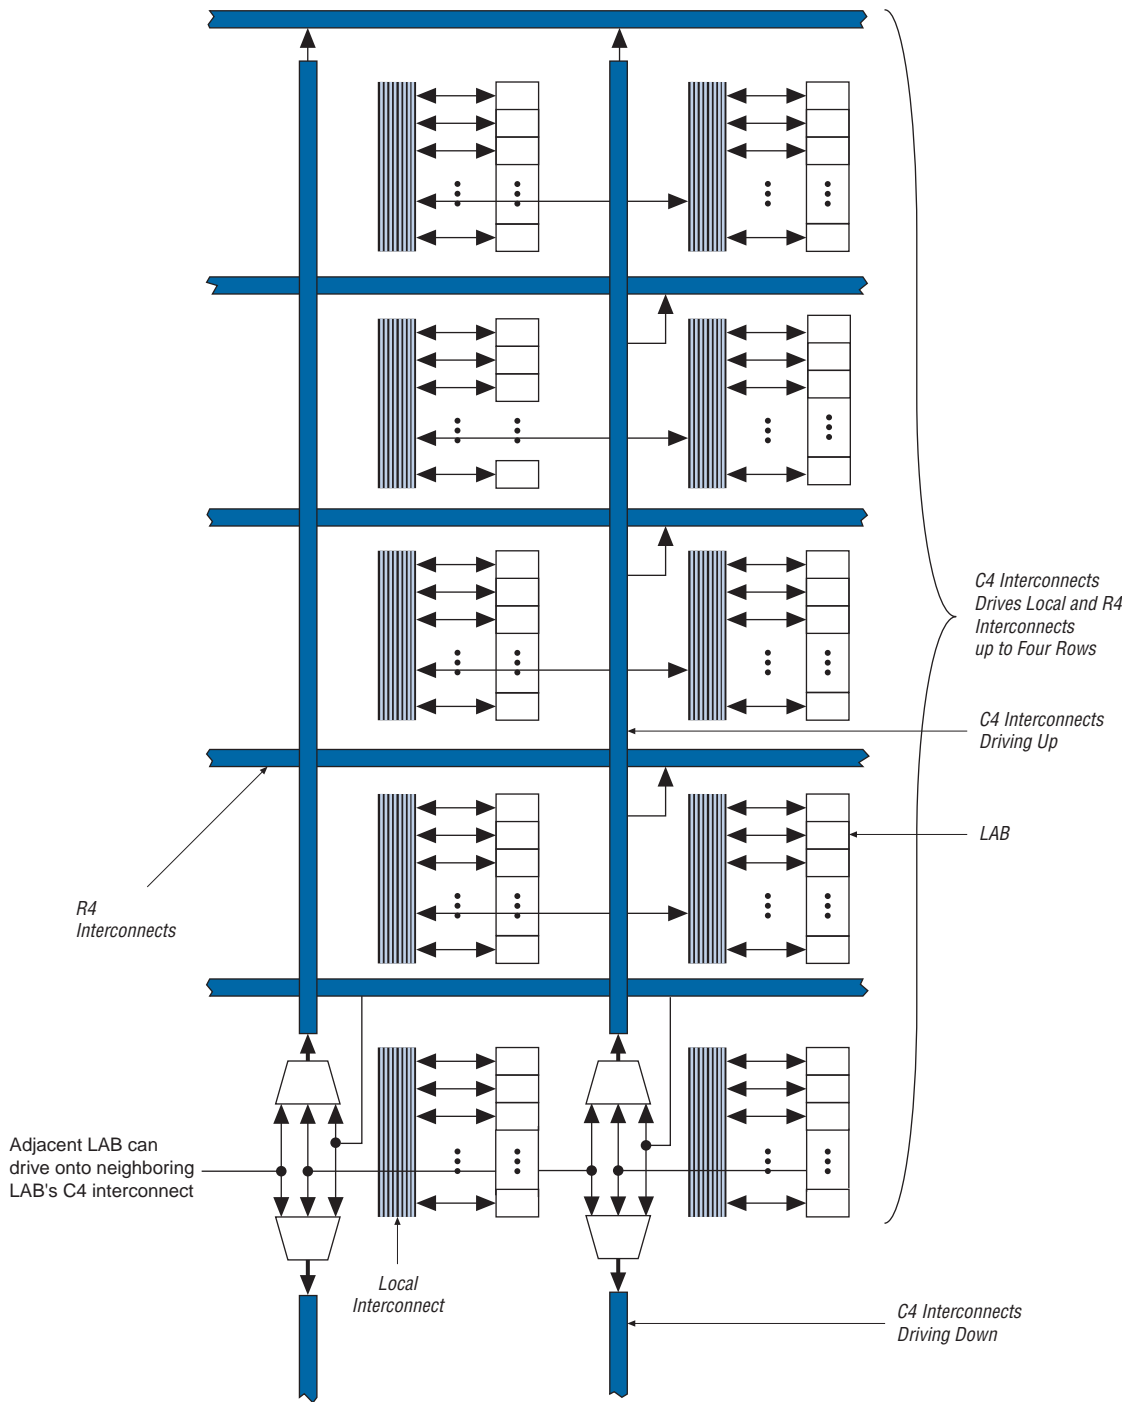 C4 Interconnects
Drives Local and R4
Interconnects
up to Four Rows
C4 Interconnects
Driving Up
LAB
R4
Interconnects
Adjacent LAB can
drive onto neighboring
LAB's C4 interconnect
Local
Interconnect
C4 Interconnects
Driving Down